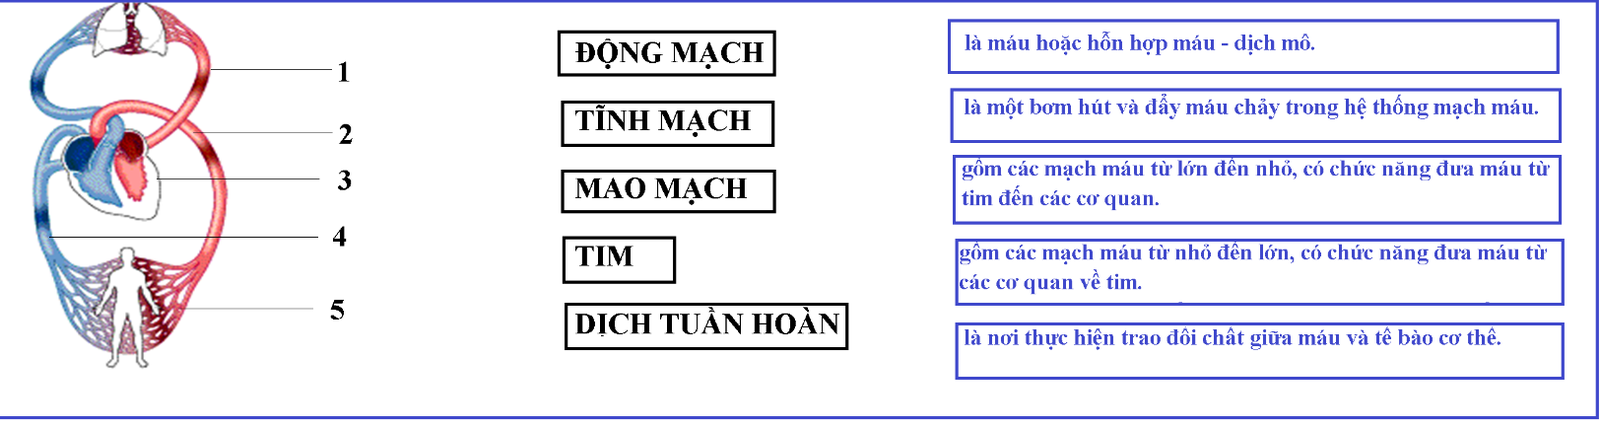 1
2
3
4
5
ĐỘNG MẠCH
TĨNH MẠCH
MAO MẠCH
TIM
DỊCH TUẦN HOÀN
là máu hoặc hỗn hợp máu - dịch mô.
là một bơm hút và dẩy máu chảy trong hệ thống mạch máu.
gồm các mạch máu từ lớn đến nhỏ, có chức năng đưa máu từ
tim đến các cơ quan.
gồm các mạch máu từ nhỏ đến lớn, có chức năng đưa máu từ
các cơ quan về tim.
là nơi thực hiện trao đổi chất giữa máu và tế bào cơ thể.